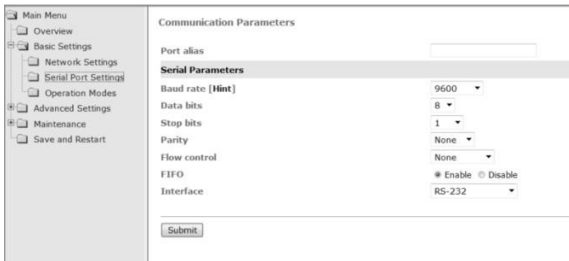 Main Menu
Overview
Basic Settings
Network Settings
Serial Port Settings
Operation Modes
Advanced Settings
Maintenance
Save and Restart
Communication Parameters
Port alias
Serial Parameters
Baud rate [Hint] 9600
Data bits 8
Stop bits 1
Parity None
Flow control None
FIFO Enable Disable
Interface RS-232
Submit